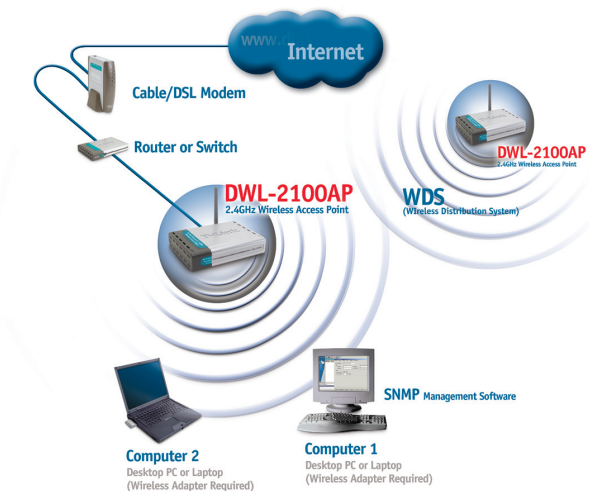 www.
Internet
Cable/DSL Modem
Router or Switch
DWL-2100AP
2.4GHz Wireless Access Point
DWL-2100AP
2.4GHz Wireless Access Point
WDS
(Wireless Distribution System)
SNMP Management Software
Computer 2
Desktop PC or Laptop
(Wireless Adapter Required)
Computer 1
Desktop PC or Laptop
(Wireless Adapter Required)